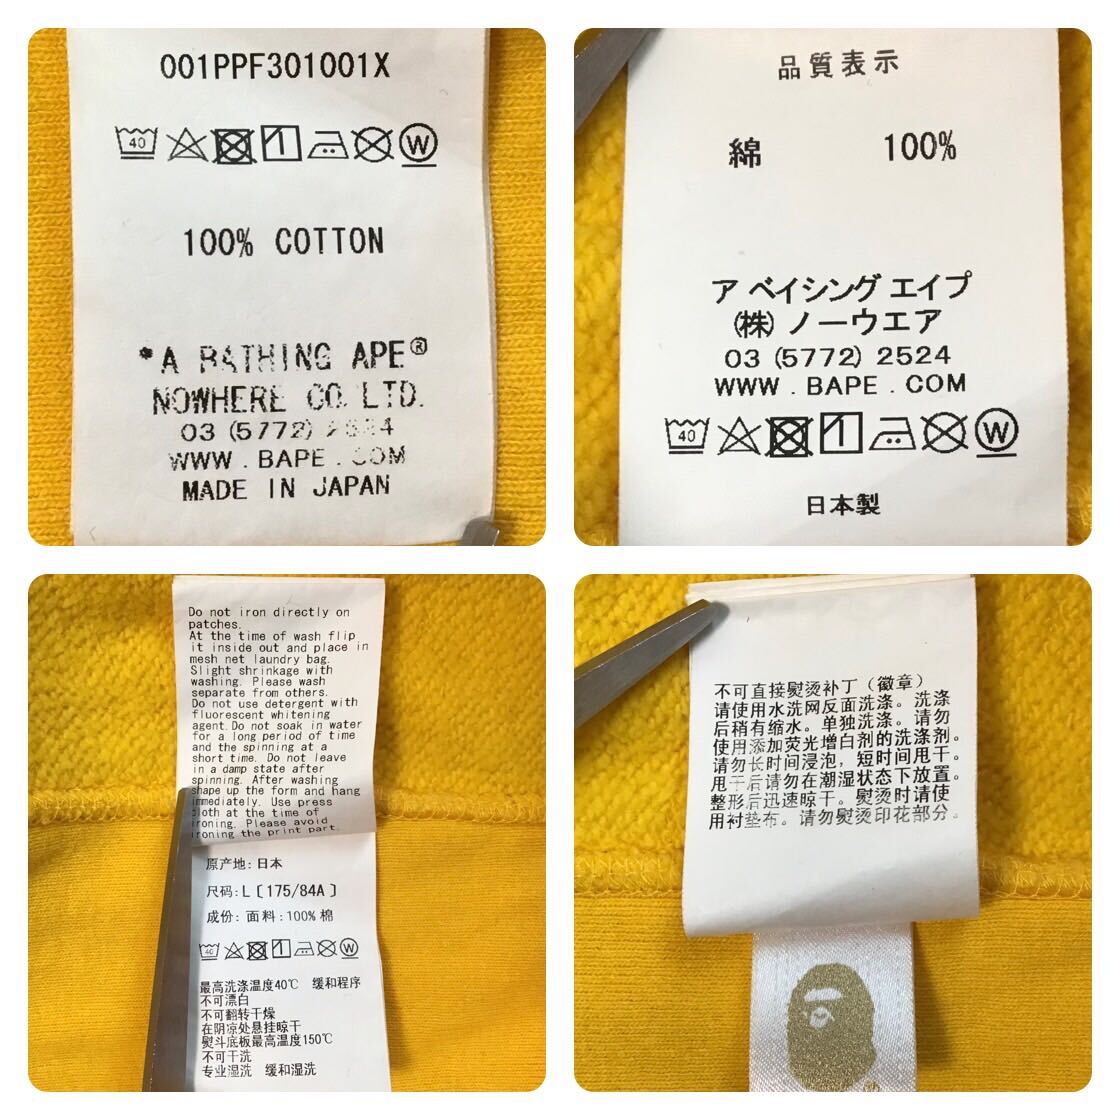 001PPF301001X
40
W
100% COTTON
*A BATHING APE®
NOWHERE CO. LTD.
03 (5772) 2524
WWW.BAPE.COM
MADE IN JAPAN
品質表示
綿 100%
ア ベイシング エイプ
(株) ノーウエア
03 (5772) 2524
WWW.BAPE.COM
40
W
日本製
Do not iron directly on
patches.
At the time of wash flip
it inside out and place in
mesh net laundry bag.
Slight shrinkage with
washing. Please wash
separate from others.
Do not use detergent with
fluorescent whitening
agent. Do not soak in water
for a long period of time
and the spinning at a
short time. Do not leave
in a damp state after
spinning. After washing
shape up the form and hang
immediately. Use press
cloth at the time of
ironing. Please avoid
ironing the print part.
原产地: 日本
尺码: L [175/84A]
成份: 面料: 100% 棉
40
W
最高洗涤温度40℃ 缓和程序
不可漂白
不可翻转干燥
在阴凉处悬挂晾干
熨斗底板最高温度150℃
不可干洗
专业湿洗 缓和湿洗
不可直接熨烫补丁（徽章）
请使用水洗网反面洗涤。洗涤
后稍有缩水。单独洗涤。请勿
使用添加荧光增白剂的洗涤剂。
请勿长时间浸泡，短时间甩干。
甩干后请勿在潮湿状态下放置。
整形后迅速晾干。熨烫时请使
用衬垫布。请勿熨烫印花部分。